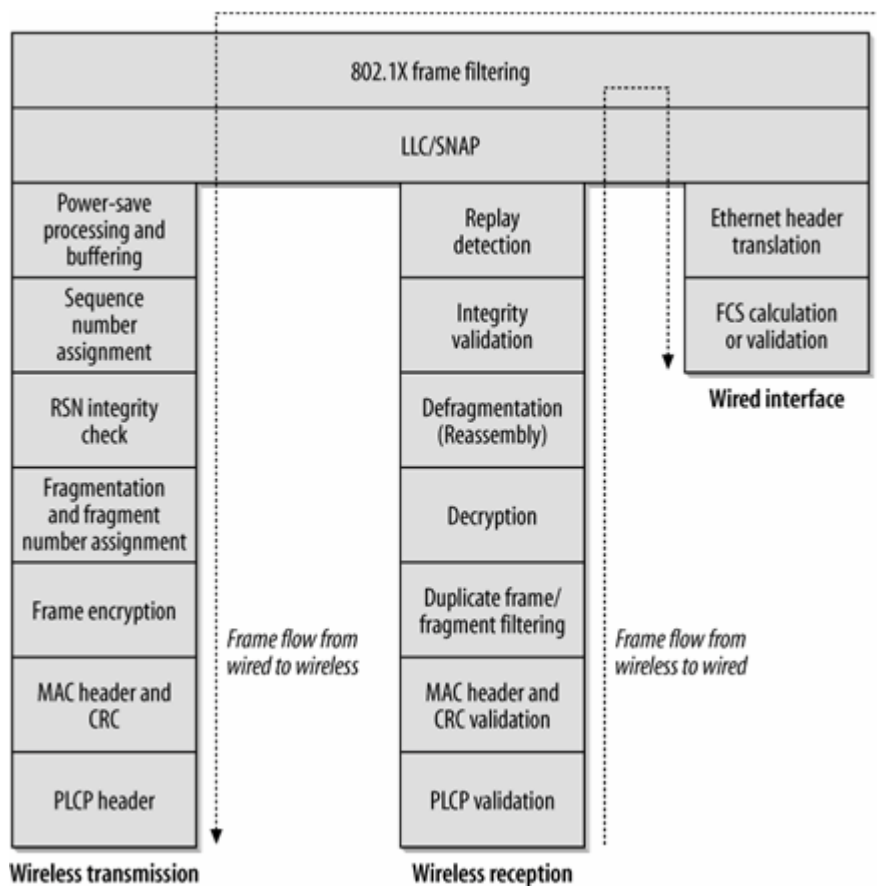 802.1X frame filtering
LLC/SNAP
Power-save
processing and
buffering
Sequence
number
assignment
RSN integrity
check
Fragmentation
and fragment
number assignment
Frame encryption
MAC header and
CRC
PLCP header
Wireless transmission
Frame flow from
wired to wireless
Replay
detection
Integrity
validation
Defragmentation
(Reassembly)
Decryption
Duplicate frame/
fragment filtering
MAC header and
CRC validation
PLCP validation
Wireless reception
Frame flow from
wireless to wired
Ethernet header
translation
FCS calculation
or validation
Wired interface